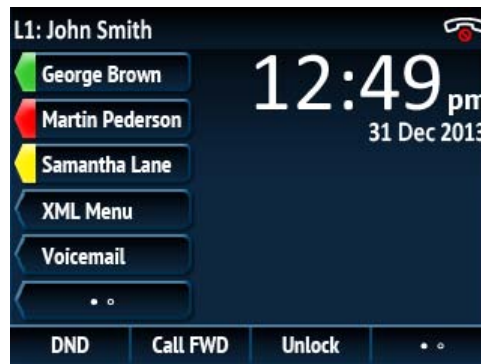 L1: John Smith
12:49 pm
31 Dec 2013
George Brown
Martin Pederson
Samantha Lane
XML Menu
Voicemail
DND Call FWD Unlock